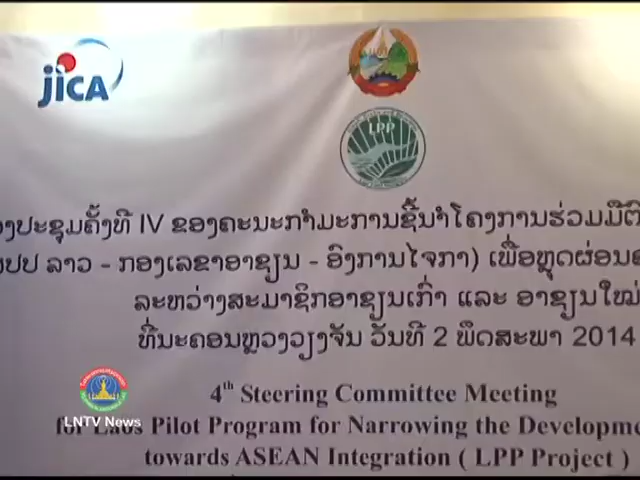 JICA
LPP
ອງປະຊຸມຄັ້ງທີ IV ຂອງຄະນະກຳມະການຊີ້ນຳໂຄງການຮ່ວມມື
ປປ ລາວ - ກອງເລຂາອາຊຽນ - ອົງການໄຈກາ) ເພື່ອຫຼຸດຜ່ອນ
ລະຫວ່າງສະມາຊິກອາຊຽນເກົ່າ ແລະ ອາຊຽນໃໝ່
ທີ່ນະຄອນຫຼວງວຽງຈັນ ວັນທີ 2 ພຶດສະພາ 2014
4th Steering Committee Meeting
for Laos Pilot Program for Narrowing the Developme
towards ASEAN Integration ( LPP Project )
LNTV News